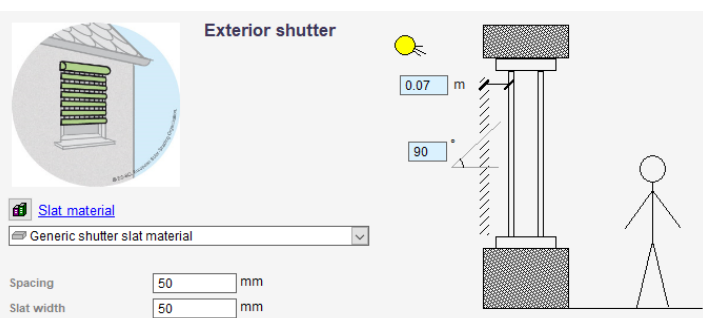 Exterior shutter
0.07 m
90 °
Slat material
Generic shutter slat material
Spacing 50 mm
Slat width 50 mm